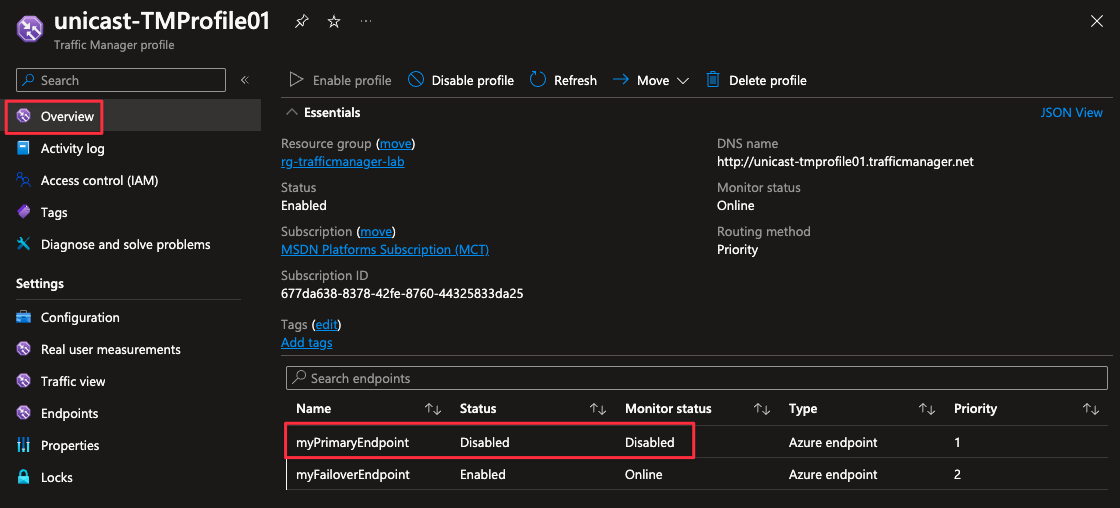 unicast-TMProfile01
Traffic Manager profile
Search
Overview
Activity log
Access control (IAM)
Tags
Diagnose and solve problems
Settings
Configuration
Real user measurements
Traffic view
Endpoints
Properties
Locks
Enable profile Disable profile Refresh Move Delete profile
Essentials JSON View
Resource group (move)
rg-trafficmanager-lab
Status
Enabled
Subscription (move)
MSDN Platforms Subscription (MCT)
Subscription ID
677da638-8378-42fe-8760-44325833da25
Tags (edit)
Add tags
DNS name
http://unicast-tmprofile01.trafficmanager.net
Monitor status
Online
Routing method
Priority
Search endpoints
Name Status Monitor status Type Priority
myPrimaryEndpoint Disabled Disabled Azure endpoint 1
myFailoverEndpoint Enabled Online Azure endpoint 2